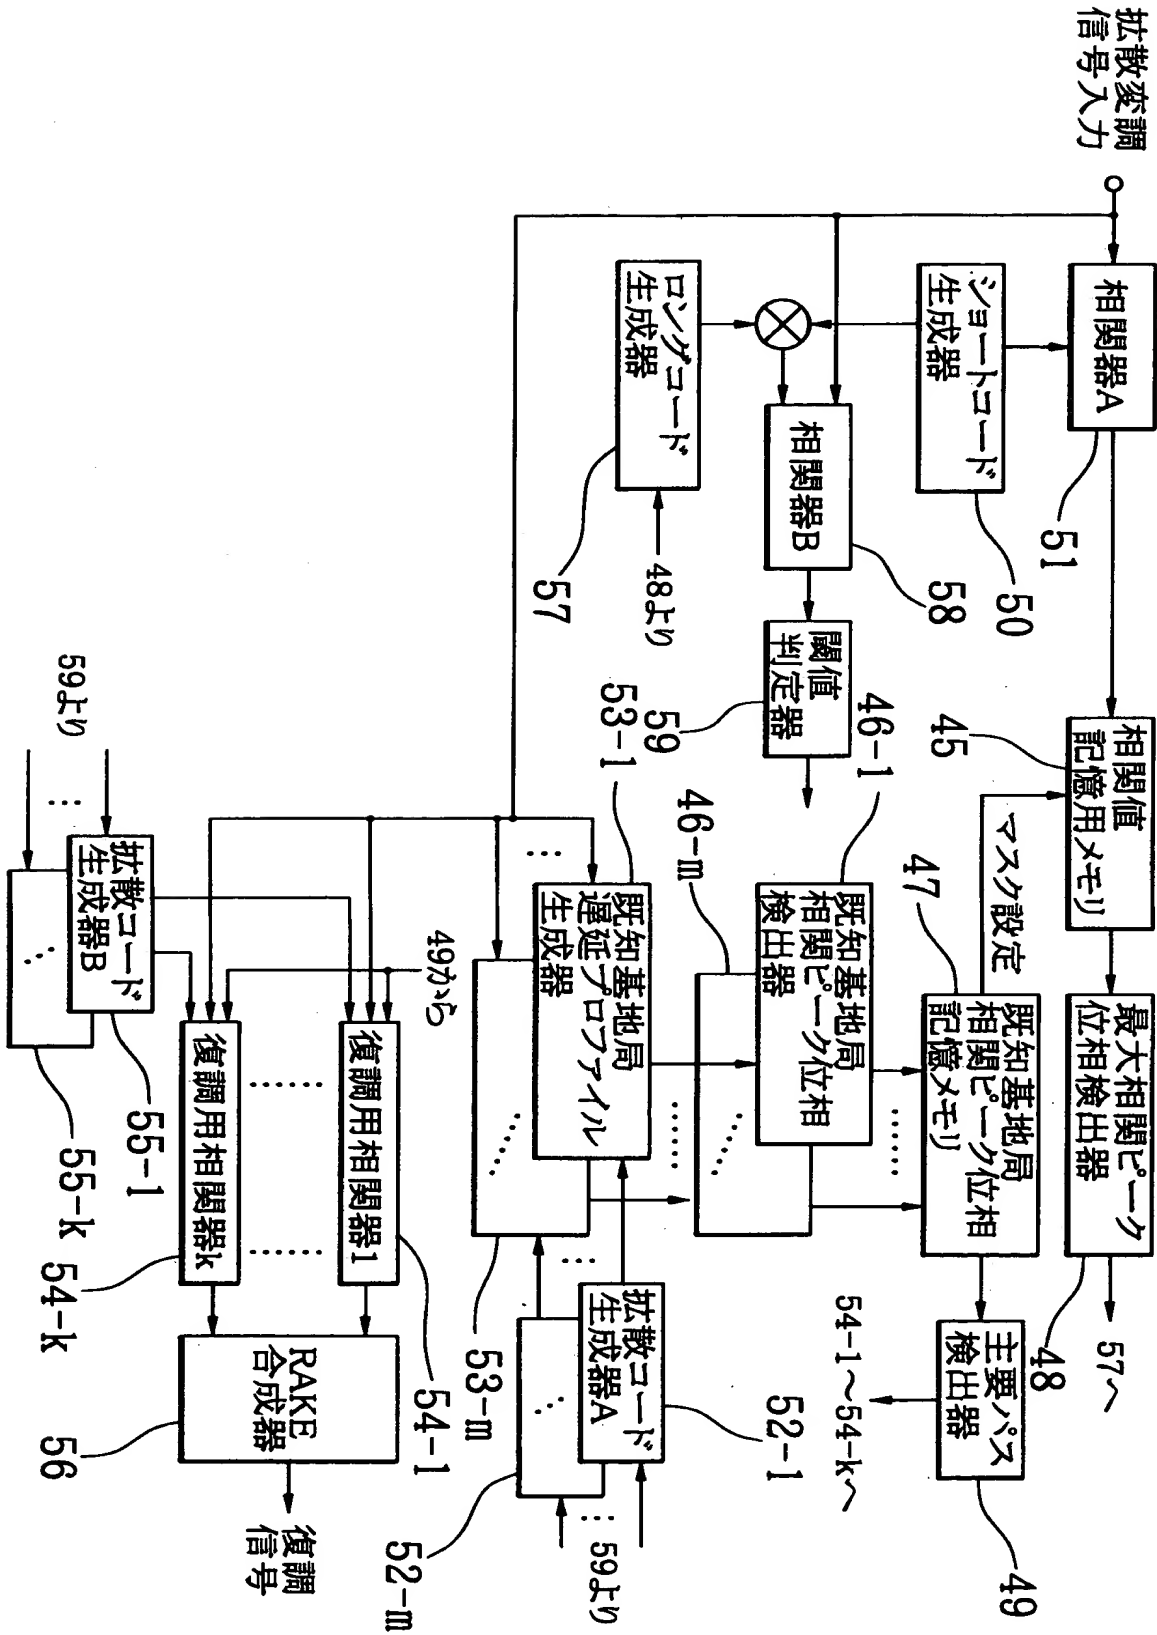 拡散変調
信号入力
相関器A
51
ショートコード
生成器
50
ロングコード
生成器
57
48より
相関器B
58
閾値
判定器
59
相関値
記憶用メモリ
45
最大相関ピーク
位相検出器
48
57へ
マスク設定
既知基地局
相関ピーク位相
記憶メモリ
47
主要パス
検出器
49
54-1〜54-kへ
既知基地局
相関ピーク位相
検出器
46-1
46-m
既知基地局
遅延プロファイル
生成器
53-1
53-m
拡散コード
生成器A
52-1
52-m
59より
49から
復調用相関器1
54-1
復調用相関器k
54-k
59より
拡散コード
生成器B
55-1
55-k
RAKE
合成器
56
復調
信号